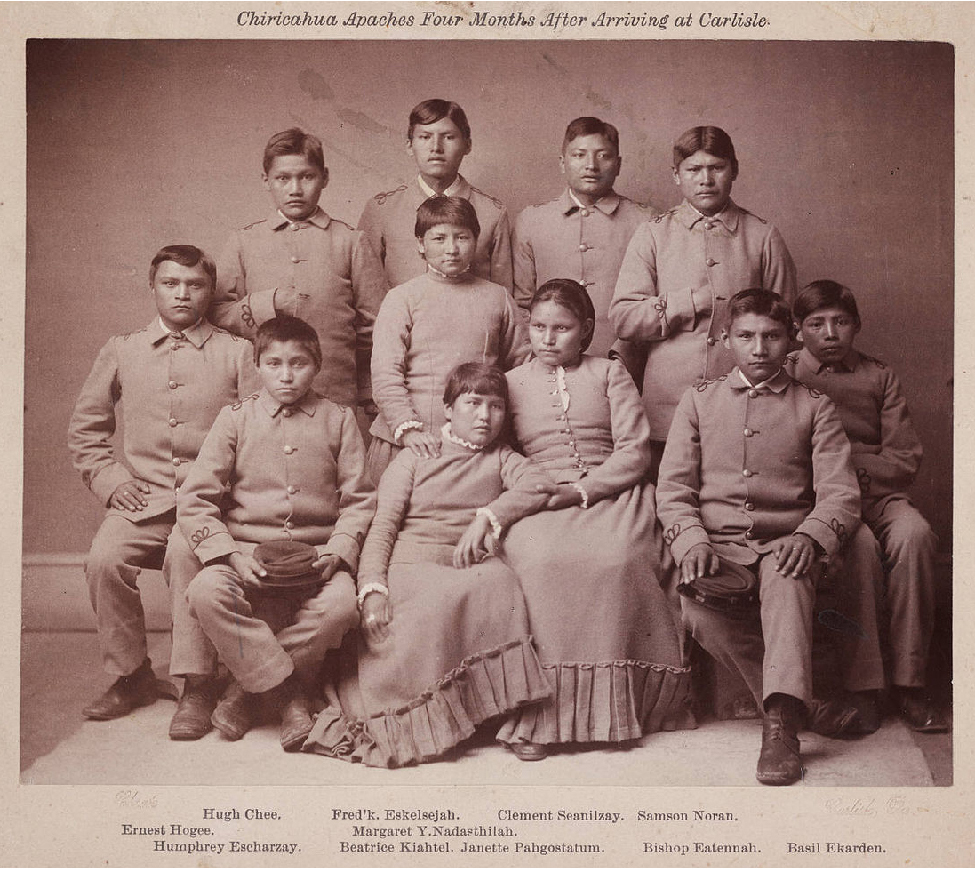 Chiricahua Apaches Four Months After Arriving at Carlisle.
Hugh Chee. Fred'k. Eskelsejah. Clement Seanilzay. Samson Noran.
Ernest Hogee. Margaret Y. Nadasthilah.
Humphrey Escharzay. Beatrice Kiahtel. Janette Pahgostatum. Bishop Eatennah. Basil Ekarden.